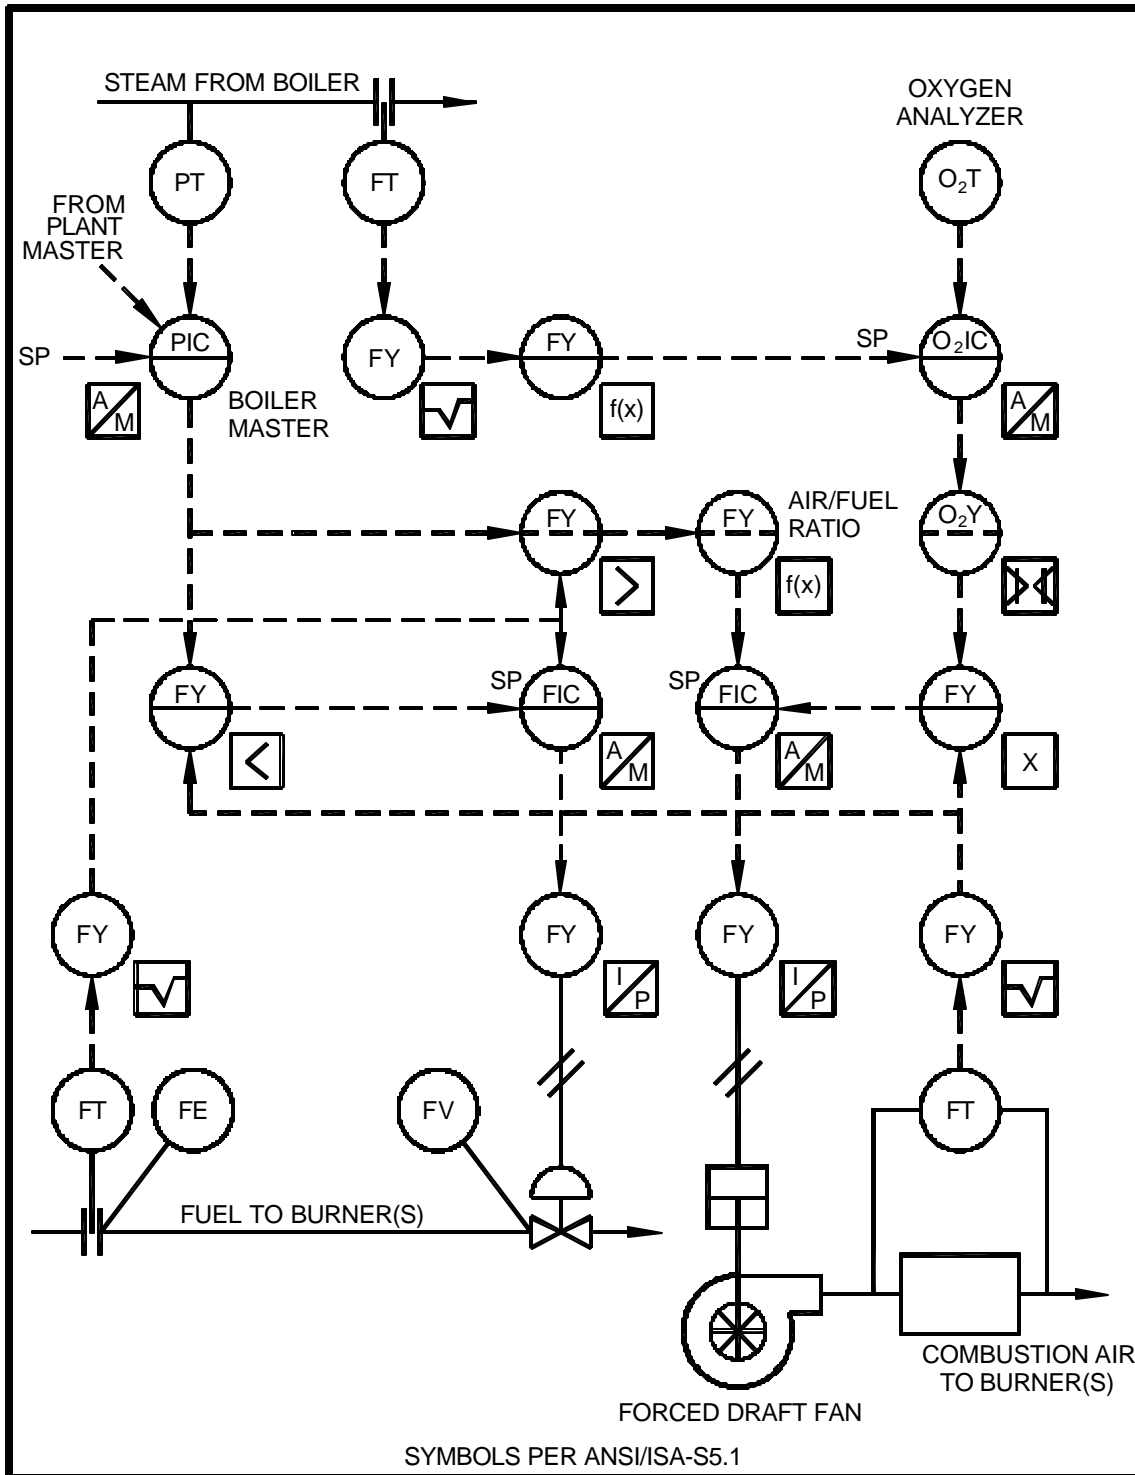 STEAM FROM BOILER
OXYGEN
ANALYZER
PT
FT
O₂T
FROM
PLANT
MASTER
SP
PIC
A/M
BOILER
MASTER
FY
√
FY
f(x)
SP
O₂IC
A/M
FY
>
FY
AIR/FUEL
RATIO
f(x)
O₂Y
FY
<
SP
FIC
A/M
SP
FIC
A/M
FY
X
FY
√
FY
I/P
FY
I/P
FY
√
FT
FE
FV
FT
FUEL TO BURNER(S)
COMBUSTION AIR
TO BURNER(S)
FORCED DRAFT FAN
SYMBOLS PER ANSI/ISA-S5.1